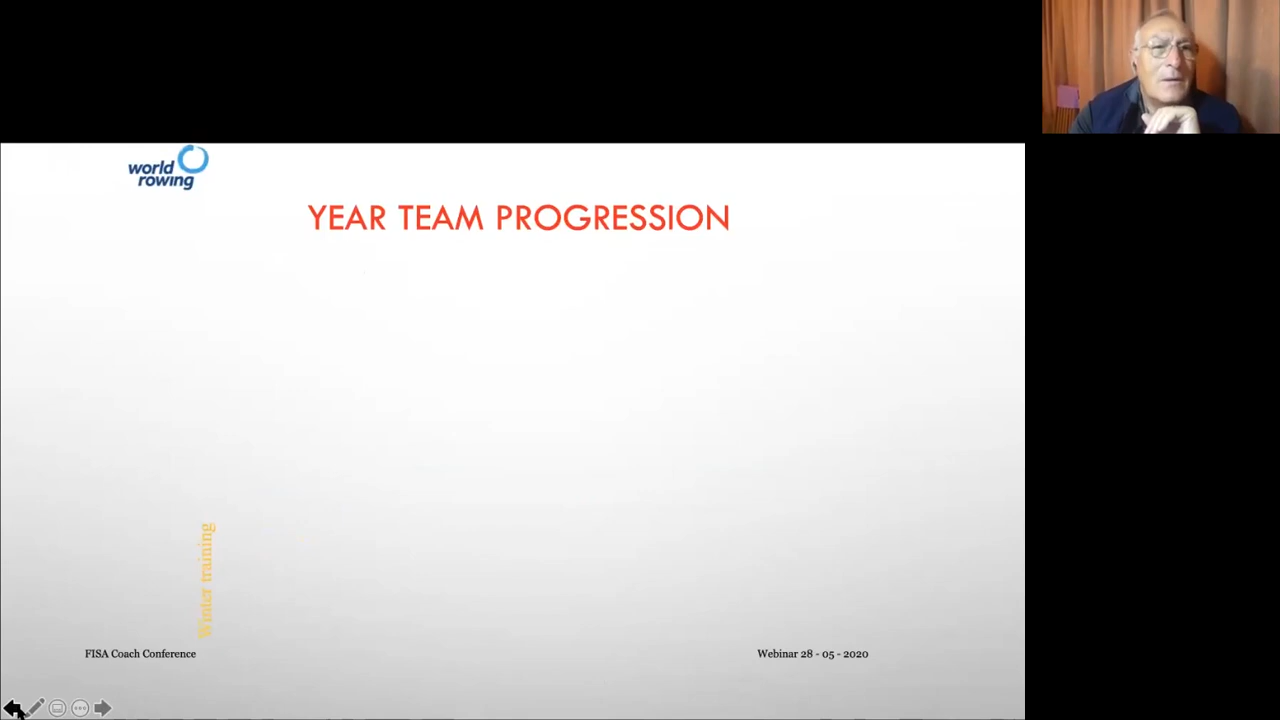 world
rowing
YEAR TEAM PROGRESSION
Winter training
FISA Coach Conference
Webinar 28 - 05 - 2020